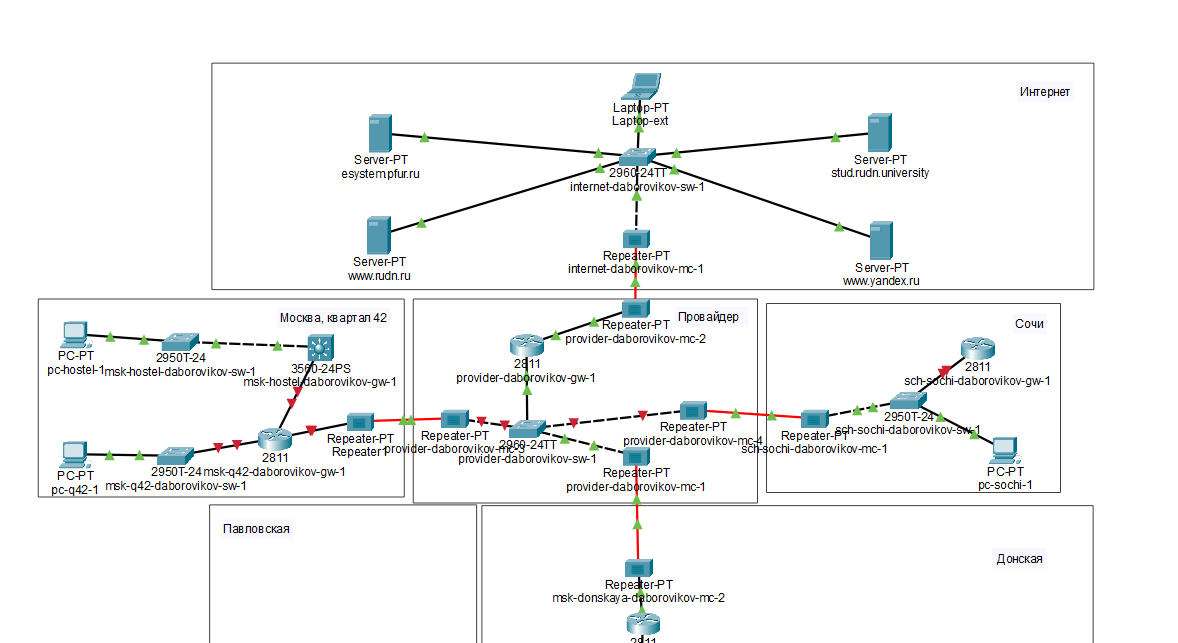 Интернет
Laptop-PT
Laptop-ext
Server-PT
esystem.pfur.ru
Server-PT
stud.rudn.university
2960-24TT
internet-daborovikov-sw-1
Server-PT
www.rudn.ru
Server-PT
www.yandex.ru
Repeater-PT
internet-daborovikov-mc-1
Москва, квартал 42
PC-PT
pc-hostel-1
2950T-24
msk-hostel-daborovikov-sw-1
3560-24PS
msk-hostel-daborovikov-gw-1
PC-PT
pc-q42-1
2950T-24
msk-q42-daborovikov-sw-1
2811
msk-q42-daborovikov-gw-1
Repeater-PT
Repeater1
Провайдер
Repeater-PT
provider-daborovikov-mc-2
2811
provider-daborovikov-gw-1
Repeater-PT
provider-daborovikov-mc-3
2950-24TT
provider-daborovikov-sw-1
Repeater-PT
provider-daborovikov-mc-4
Repeater-PT
provider-daborovikov-mc-1
Сочи
2811
sch-sochi-daborovikov-gw-1
2950T-24
sch-sochi-daborovikov-sw-1
Repeater-PT
sch-sochi-daborovikov-mc-1
PC-PT
pc-sochi-1
Павловская
Донская
Repeater-PT
msk-donskaya-daborovikov-mc-2
2811